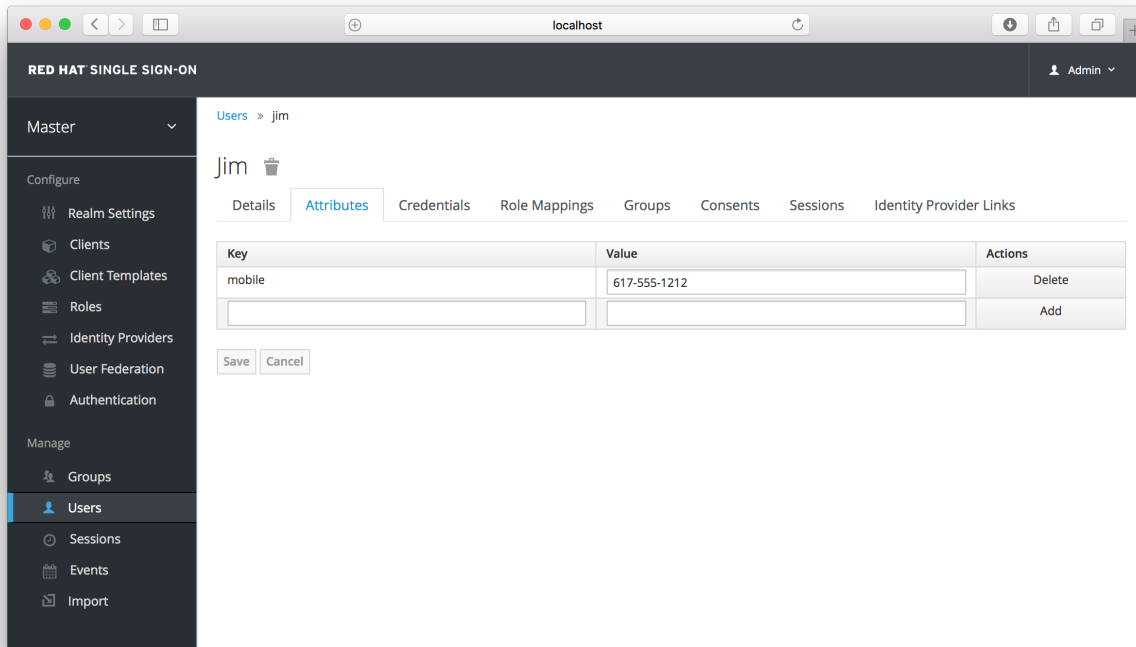 localhost
RED HAT SINGLE SIGN-ON
Admin
Master
Users » jim
Jim
Configure
Realm Settings
Clients
Client Templates
Roles
Identity Providers
User Federation
Authentication
Manage
Groups
Users
Sessions
Events
Import
Details Attributes Credentials Role Mappings Groups Consents Sessions Identity Provider Links
Key Value Actions
mobile 617-555-1212 Delete
Add
Save Cancel